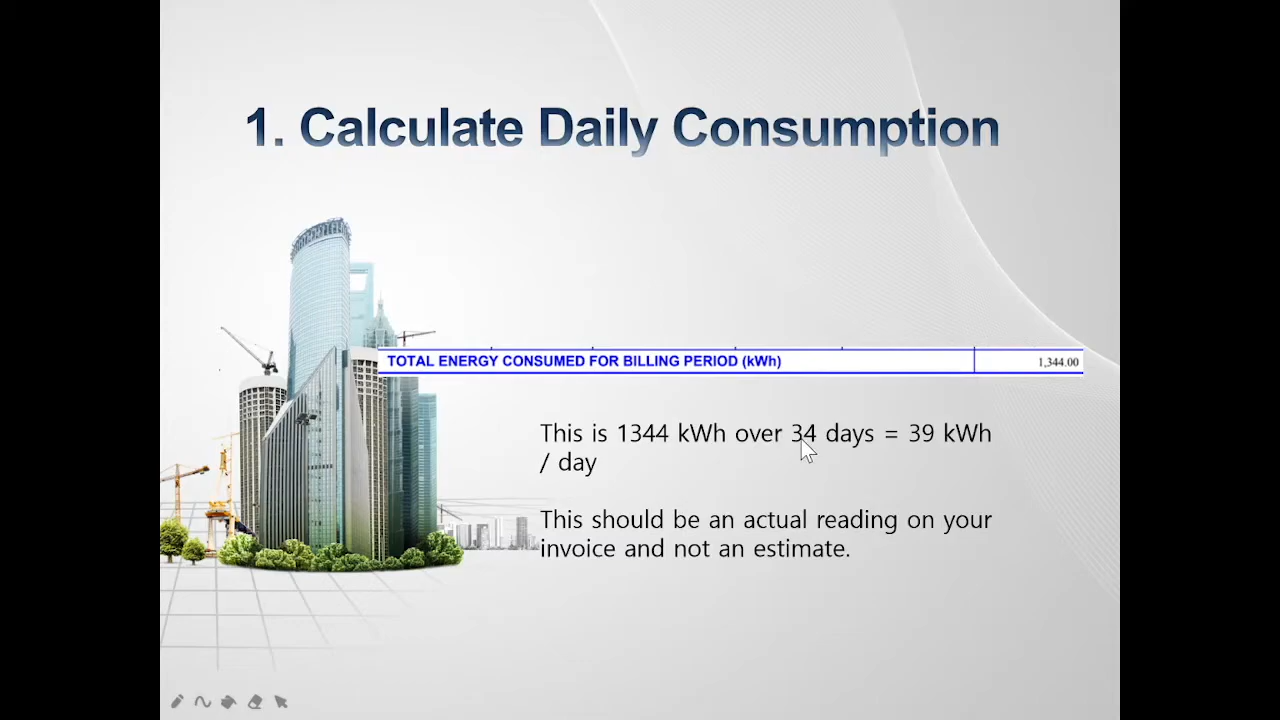 1. Calculate Daily Consumption
TOTAL ENERGY CONSUMED FOR BILLING PERIOD (kWh) 1,344.00
This is 1344 kWh over 34 days = 39 kWh
/ day
This should be an actual reading on your
invoice and not an estimate.